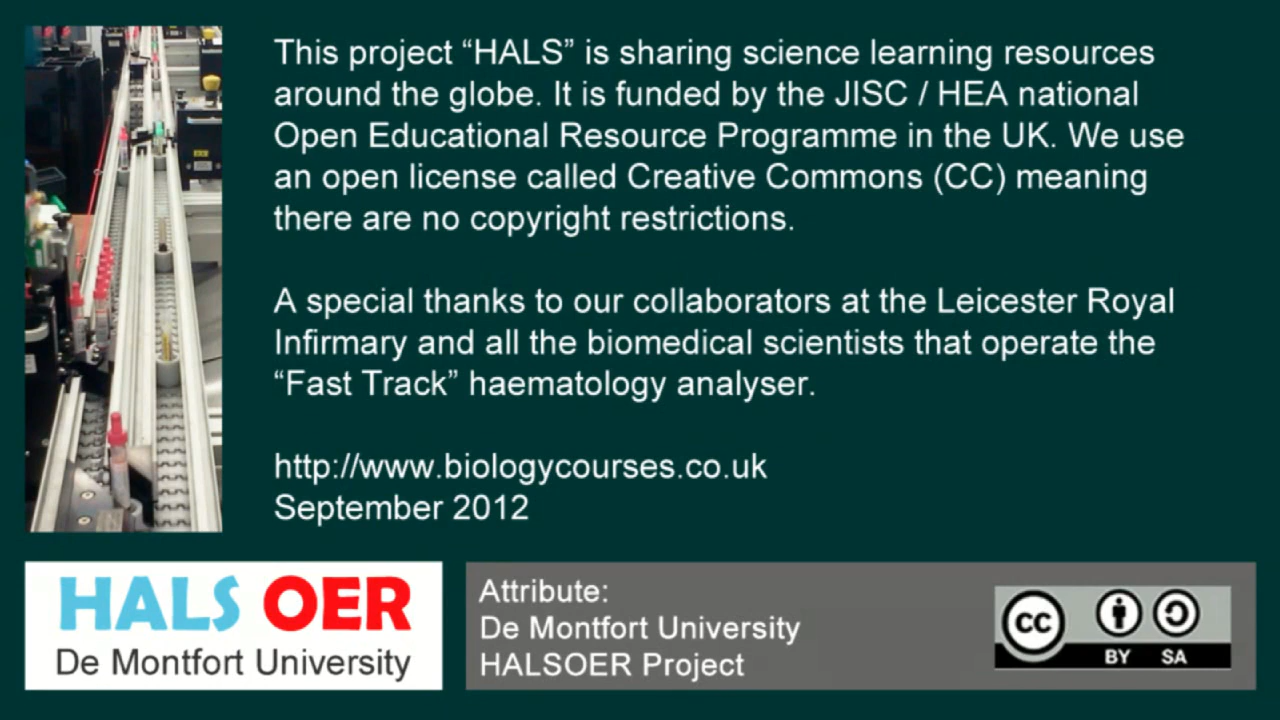 This project “HALS” is sharing science learning resources
around the globe. It is funded by the JISC / HEA national
Open Educational Resource Programme in the UK. We use
an open license called Creative Commons (CC) meaning
there are no copyright restrictions.
A special thanks to our collaborators at the Leicester Royal
Infirmary and all the biomedical scientists that operate the
“Fast Track” haematology analyser.
http://www.biologycourses.co.uk
September 2012
HALS OER
De Montfort University
Attribute:
De Montfort University
HALSOER Project
cc
BY SA